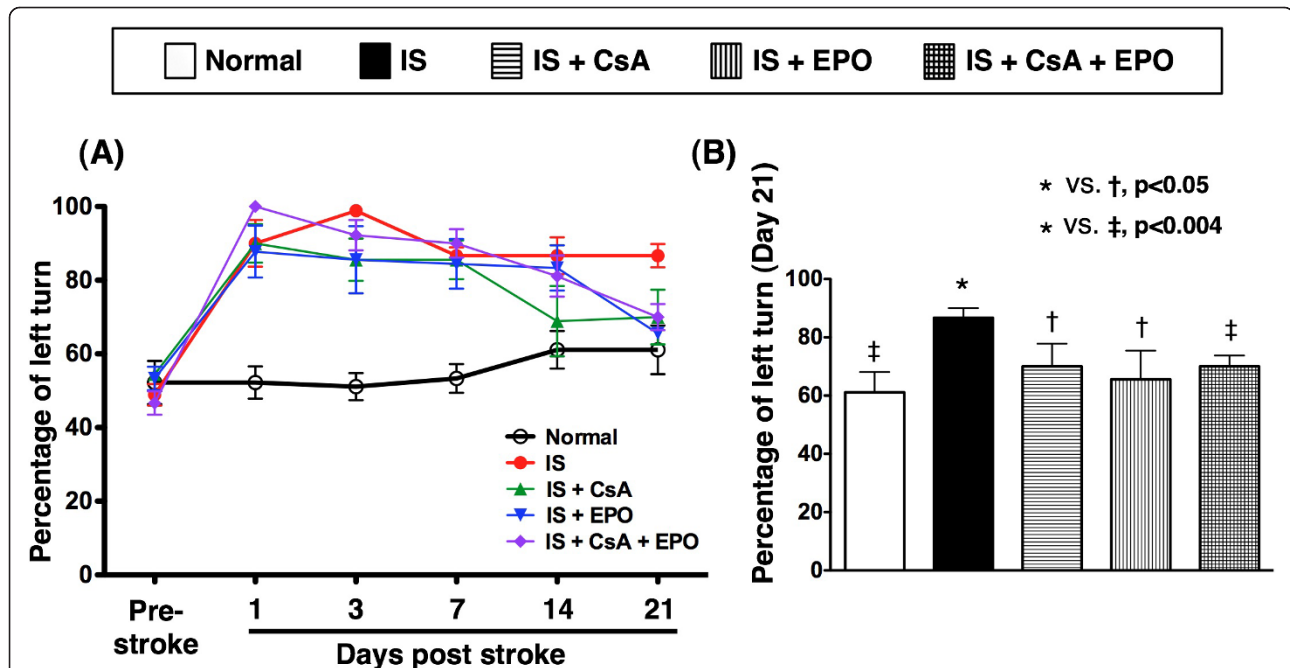 Normal IS IS + CsA IS + EPO IS + CsA + EPO
(A)
Percentage of left turn
100
80
60
40
20
0
Normal
IS
IS + CsA
IS + EPO
IS + CsA + EPO
Pre-
stroke
1 3 7 14 21
Days post stroke
(B)
* vs. †, p<0.05
* vs. ‡, p<0.004
Percentage of left turn (Day 21)
100
80
60
40
20
0
‡ * † † ‡